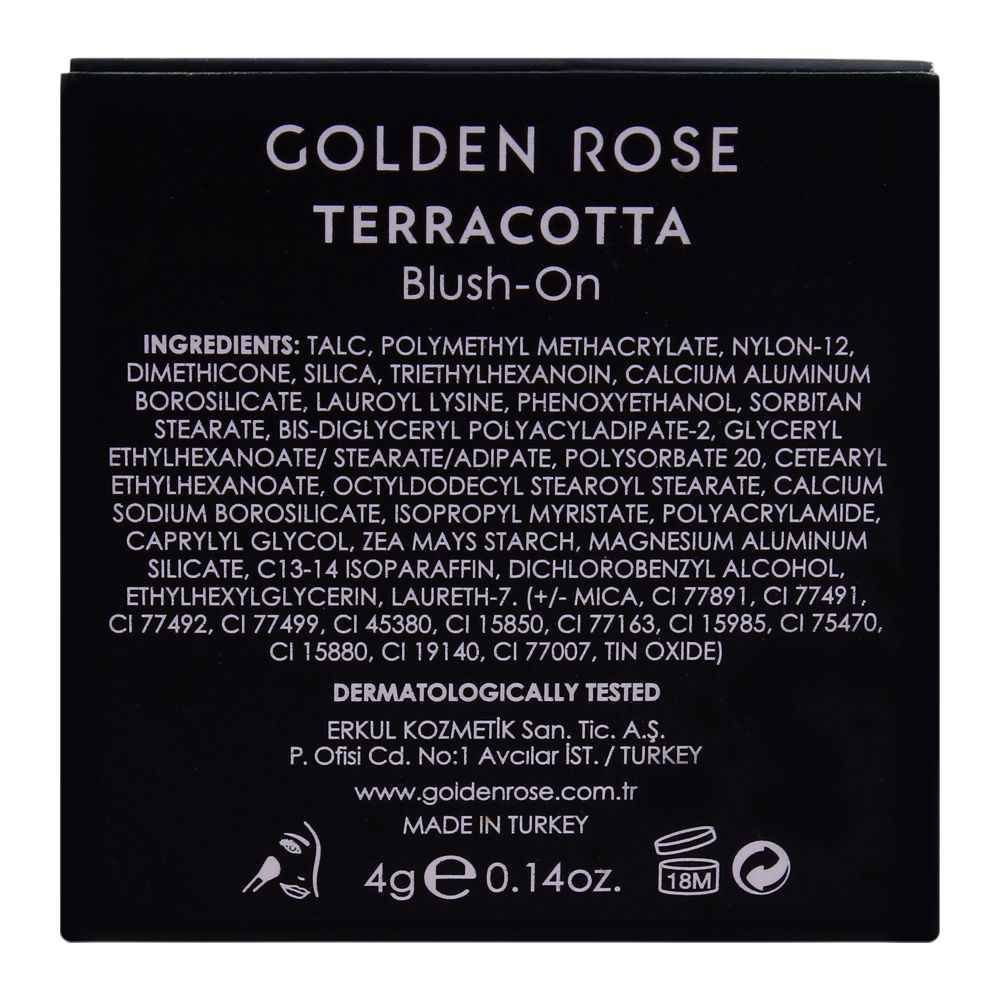 GOLDEN ROSE
TERRACOTTA
Blush-On
INGREDIENTS: TALC, POLYMETHYL METHACRYLATE, NYLON-12,
DIMETHICONE, SILICA, TRIETHYLHEXANOIN, CALCIUM ALUMINUM
BOROSILICATE, LAUROYL LYSINE, PHENOXYETHANOL, SORBITAN
STEARATE, BIS-DIGLYCERYL POLYACYLADIPATE-2, GLYCERYL
ETHYLHEXANOATE/ STEARATE/ADIPATE, POLYSORBATE 20, CETEARYL
ETHYLHEXANOATE, OCTYLDODECYL STEAROYL STEARATE, CALCIUM
SODIUM BOROSILICATE, ISOPROPYL MYRISTATE, POLYACRYLAMIDE,
CAPRYLYL GLYCOL, ZEA MAYS STARCH, MAGNESIUM ALUMINUM
SILICATE, C13-14 ISOPARAFFIN, DICHLOROBENZYL ALCOHOL,
ETHYLHEXYLGLYCERIN, LAURETH-7. (+/- MICA, CI 77891, CI 77491,
CI 77492, CI 77499, CI 45380, CI 15850, CI 77163, CI 15985, CI 75470,
CI 15880, CI 19140, CI 77007, TIN OXIDE)
DERMATOLOGICALLY TESTED
ERKUL KOZMETİK San. Tic. A.Ş.
P. Ofisi Cd. No:1 Avcılar İST. / TURKEY
www.goldenrose.com.tr
MADE IN TURKEY
4g e 0.14oz.
18M